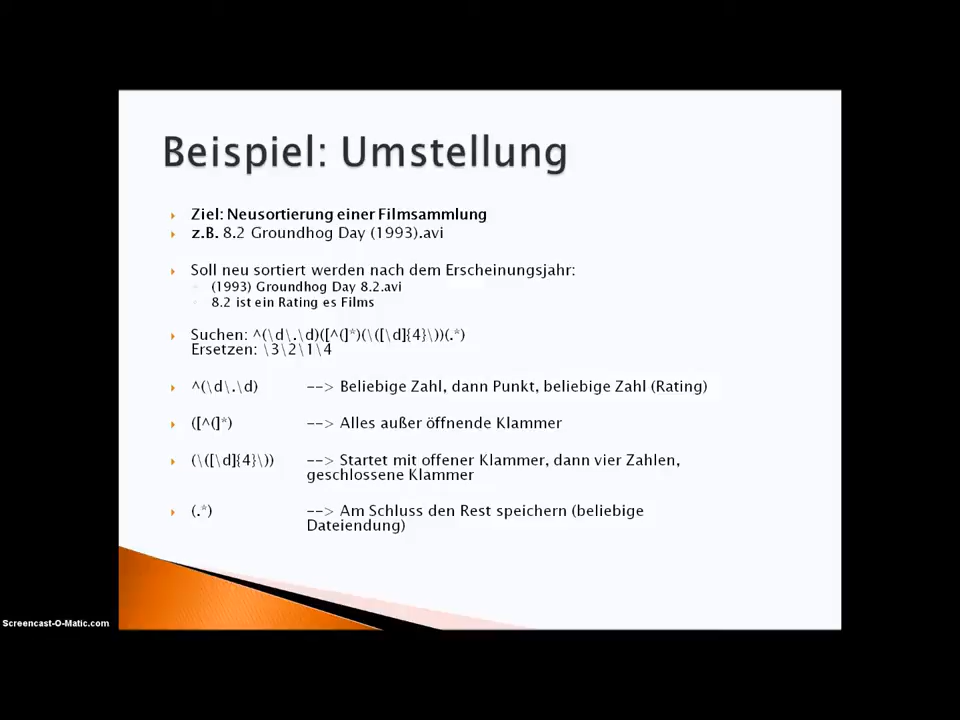 Beispiel: Umstellung
Ziel: Neusortierung einer Filmsammlung
z.B. 8.2 Groundhog Day (1993).avi
Soll neu sortiert werden nach dem Erscheinungsjahr:
(1993) Groundhog Day 8.2.avi
8.2 ist ein Rating es Films
Suchen: ^(\d\.\d)([^(]*)(\([\d]{4}\))(.*)
Ersetzen: \3\2\1\4
^(\d\.\d) --> Beliebige Zahl, dann Punkt, beliebige Zahl (Rating)
([^(]*) --> Alles außer öffnende Klammer
(\([\d]{4}\)) --> Startet mit offener Klammer, dann vier Zahlen,
geschlossene Klammer
(.*) --> Am Schluss den Rest speichern (beliebige
Dateiendung)
Screencast-O-Matic.com